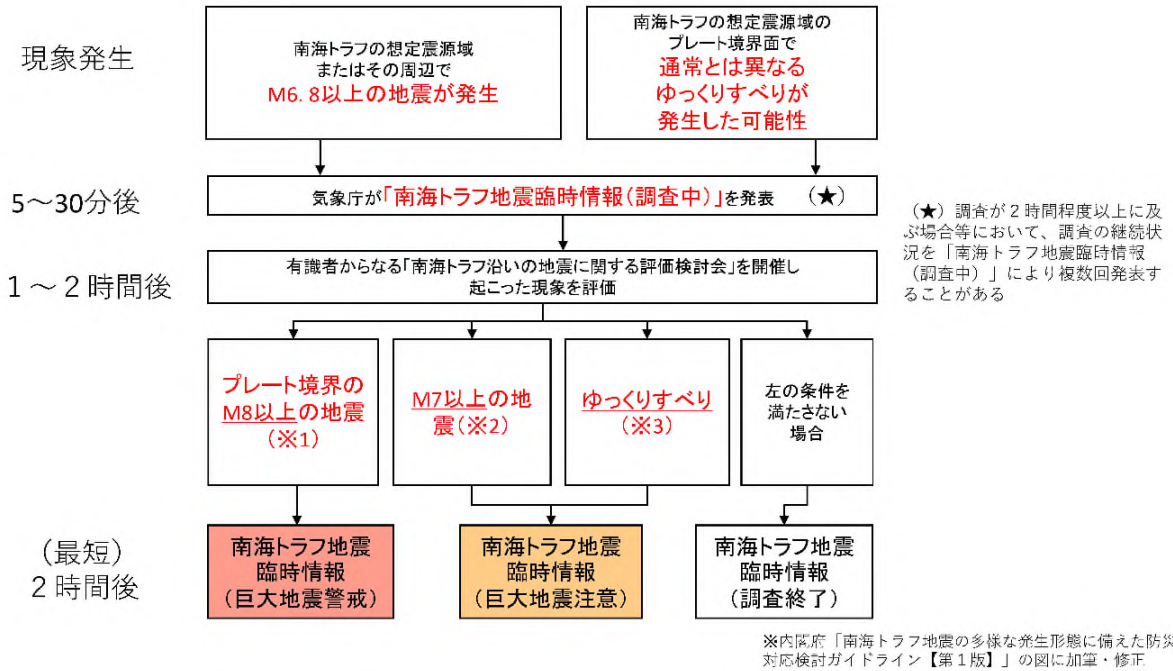 現象発生
南海トラフの想定震源域
またはその周辺で
M6.8以上の地震が発生
南海トラフの想定震源域の
プレート境界面で
通常とは異なる
ゆっくりすべりが
発生した可能性
5～30分後
気象庁が「南海トラフ地震臨時情報(調査中)」を発表 (★)
(★)調査が２時間程度以上に及
ぶ場合等において、調査の継続状
況を「南海トラフ地震臨時情報
(調査中)」により複数回発表す
ることがある
１～２時間後
有識者からなる「南海トラフ沿いの地震に関する評価検討会」を開催し
起こった現象を評価
プレート境界の
M8以上の地震
(※1)
M7以上の地
震(※2)
ゆっくりすべり
(※3)
左の条件を
満たさない
場合
(最短)
２時間後
南海トラフ地震
臨時情報
(巨大地震警戒)
南海トラフ地震
臨時情報
(巨大地震注意)
南海トラフ地震
臨時情報
(調査終了)
※内閣府「南海トラフ地震の多様な発生形態に備えた防災
対応検討ガイドライン【第１版】」の図に加筆・修正